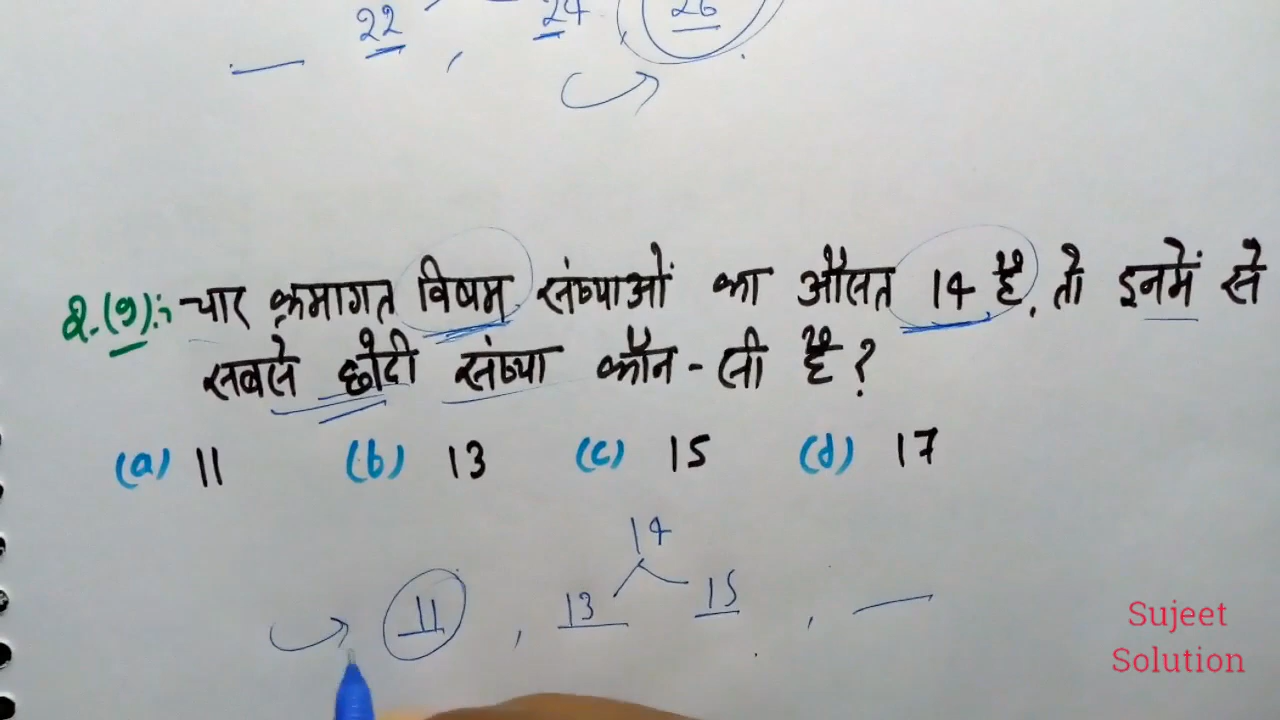 22 , 24 , 26
Q.(9):- चार क्रमागत विषम संख्याओं का औसत 14 है, तो इनमें से
सबसे छोटी संख्या कौन-सी है?
(a) 11 (b) 13 (c) 15 (d) 17
14
11 , 13 15 ,
Sujeet
Solution